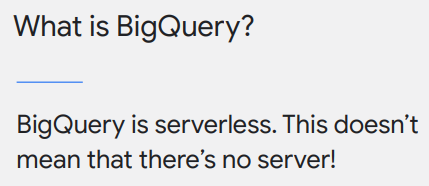 What is BigQuery?
BigQuery is serverless. This doesn’t
mean that there’s no server!